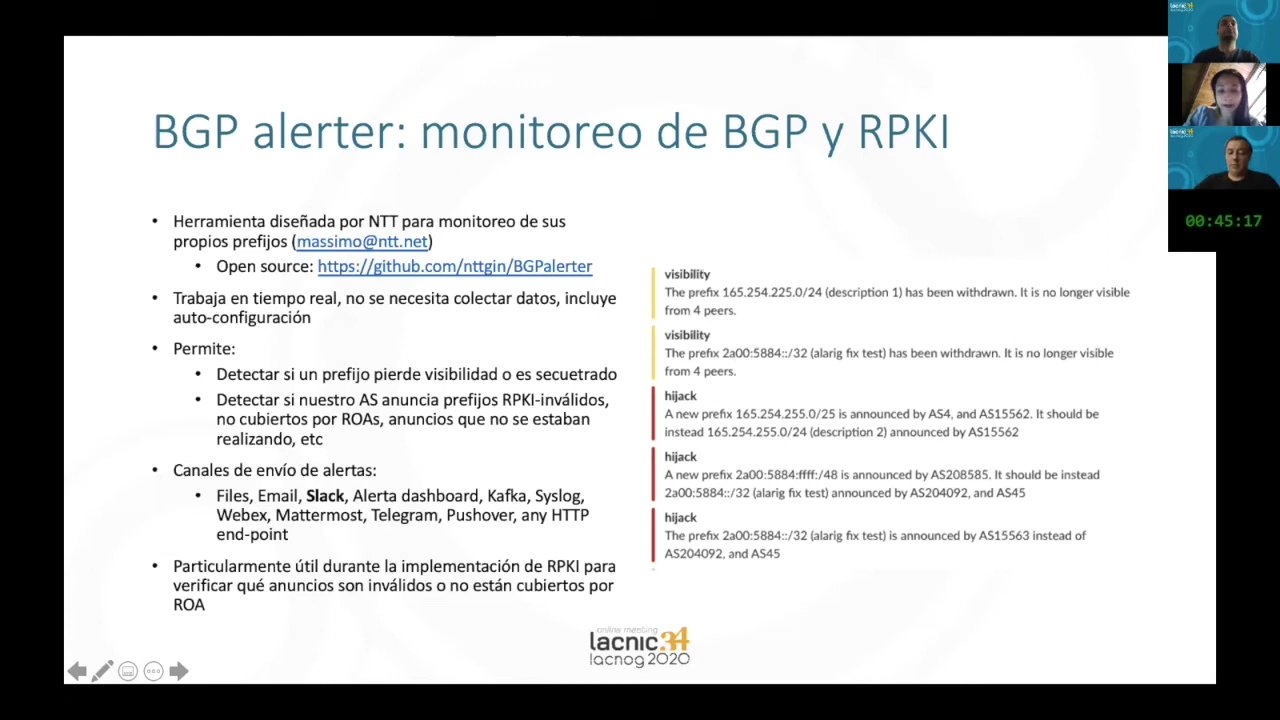 BGP alerter: monitoreo de BGP y RPKI
• Herramienta diseñada por NTT para monitoreo de sus
propios prefijos (massimo@ntt.net)
• Open source: https://github.com/nttgin/BGPalerter
• Trabaja en tiempo real, no se necesita colectar datos, incluye
auto-configuración
• Permite:
• Detectar si un prefijo pierde visibilidad o es secuetrado
• Detectar si nuestro AS anuncia prefijos RPKI-inválidos,
no cubiertos por ROAs, anuncios que no se estaban
realizando, etc
• Canales de envío de alertas:
• Files, Email, Slack, Alerta dashboard, Kafka, Syslog,
Webex, Mattermost, Telegram, Pushover, any HTTP
end-point
• Particularmente útil durante la implementación de RPKI para
verificar qué anuncios son inválidos o no están cubiertos por
ROA
visibility
The prefix 165.254.225.0/24 (description 1) has been withdrawn. It is no longer visible
from 4 peers.
visibility
The prefix 2a00:5884::/32 (alarig fix test) has been withdrawn. It is no longer visible
from 4 peers.
hijack
A new prefix 165.254.255.0/25 is announced by AS4, and AS15562. It should be
instead 165.254.255.0/24 (description 2) announced by AS15562
hijack
A new prefix 2a00:5884:ffff:/48 is announced by AS208585. It should be instead
2a00:5884::/32 (alarig fix test) announced by AS204092, and AS45
hijack
The prefix 2a00:5884::/32 (alarig fix test) is announced by AS15563 instead of
AS204092, and AS45
online meeting
lacnic 34
lacnog 2020
lacnic 34
lacnog 2020
lacnic 34
00:45:17